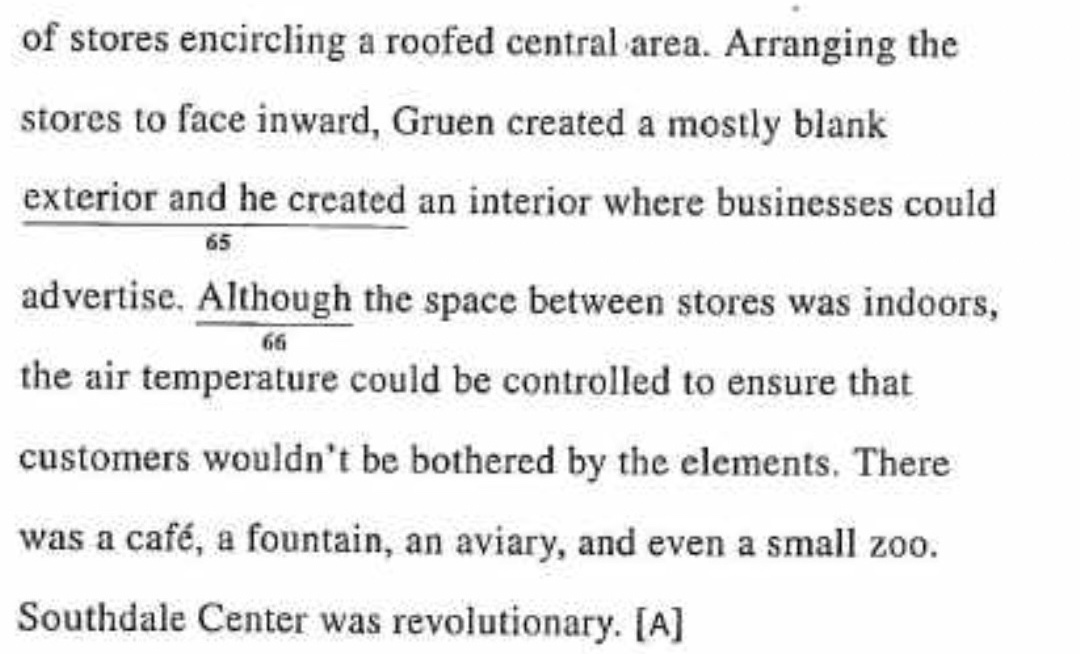 of stores encircling a roofed central area. Arranging the
stores to face inward, Gruen created a mostly blank
exterior and he created an interior where businesses could
65
advertise. Although the space between stores was indoors,
66
the air temperature could be controlled to ensure that
customers wouldn't be bothered by the elements. There
was a café, a fountain, an aviary, and even a small zoo.
Southdale Center was revolutionary. [A]